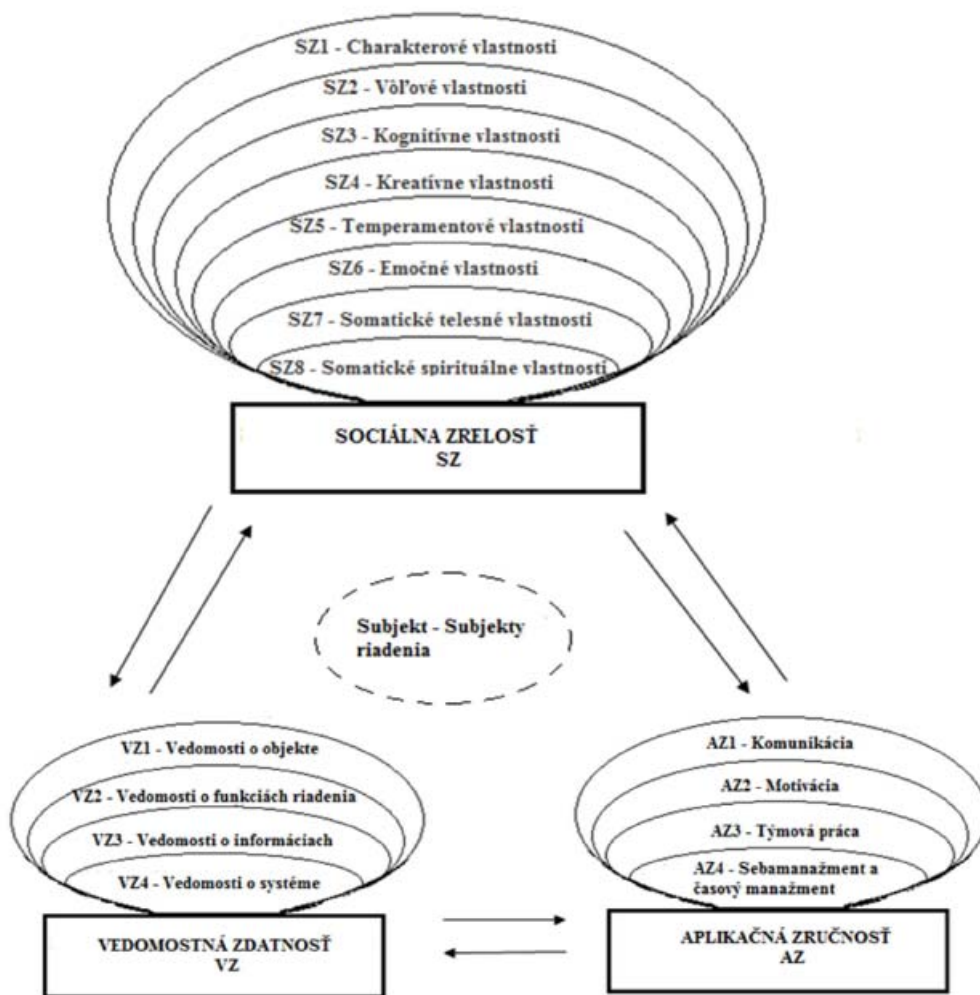 SZ1 - Charakterové vlastnosti
SZ2 - Vôľové vlastnosti
SZ3 - Kognitívne vlastnosti
SZ4 - Kreatívne vlastnosti
SZ5 - Temperamentové vlastnosti
SZ6 - Emočné vlastnosti
SZ7 - Somatické telesné vlastnosti
SZ8 - Somatické spirituálne vlastnosti
SOCIÁLNA ZRELOSŤ
SZ
Subjekt - Subjekty
riadenia
VZ1 - Vedomosti o objekte
VZ2 - Vedomosti o funkciách riadenia
VZ3 - Vedomosti o informáciach
VZ4 - Vedomosti o systéme
VEDOMOSTNÁ ZDATNOSŤ
VZ
AZ1 - Komunikácia
AZ2 - Motivácia
AZ3 - Týmová práca
AZ4 - Sebamanažment a
časový manažment
APLIKAČNÁ ZRUČNOSŤ
AZ